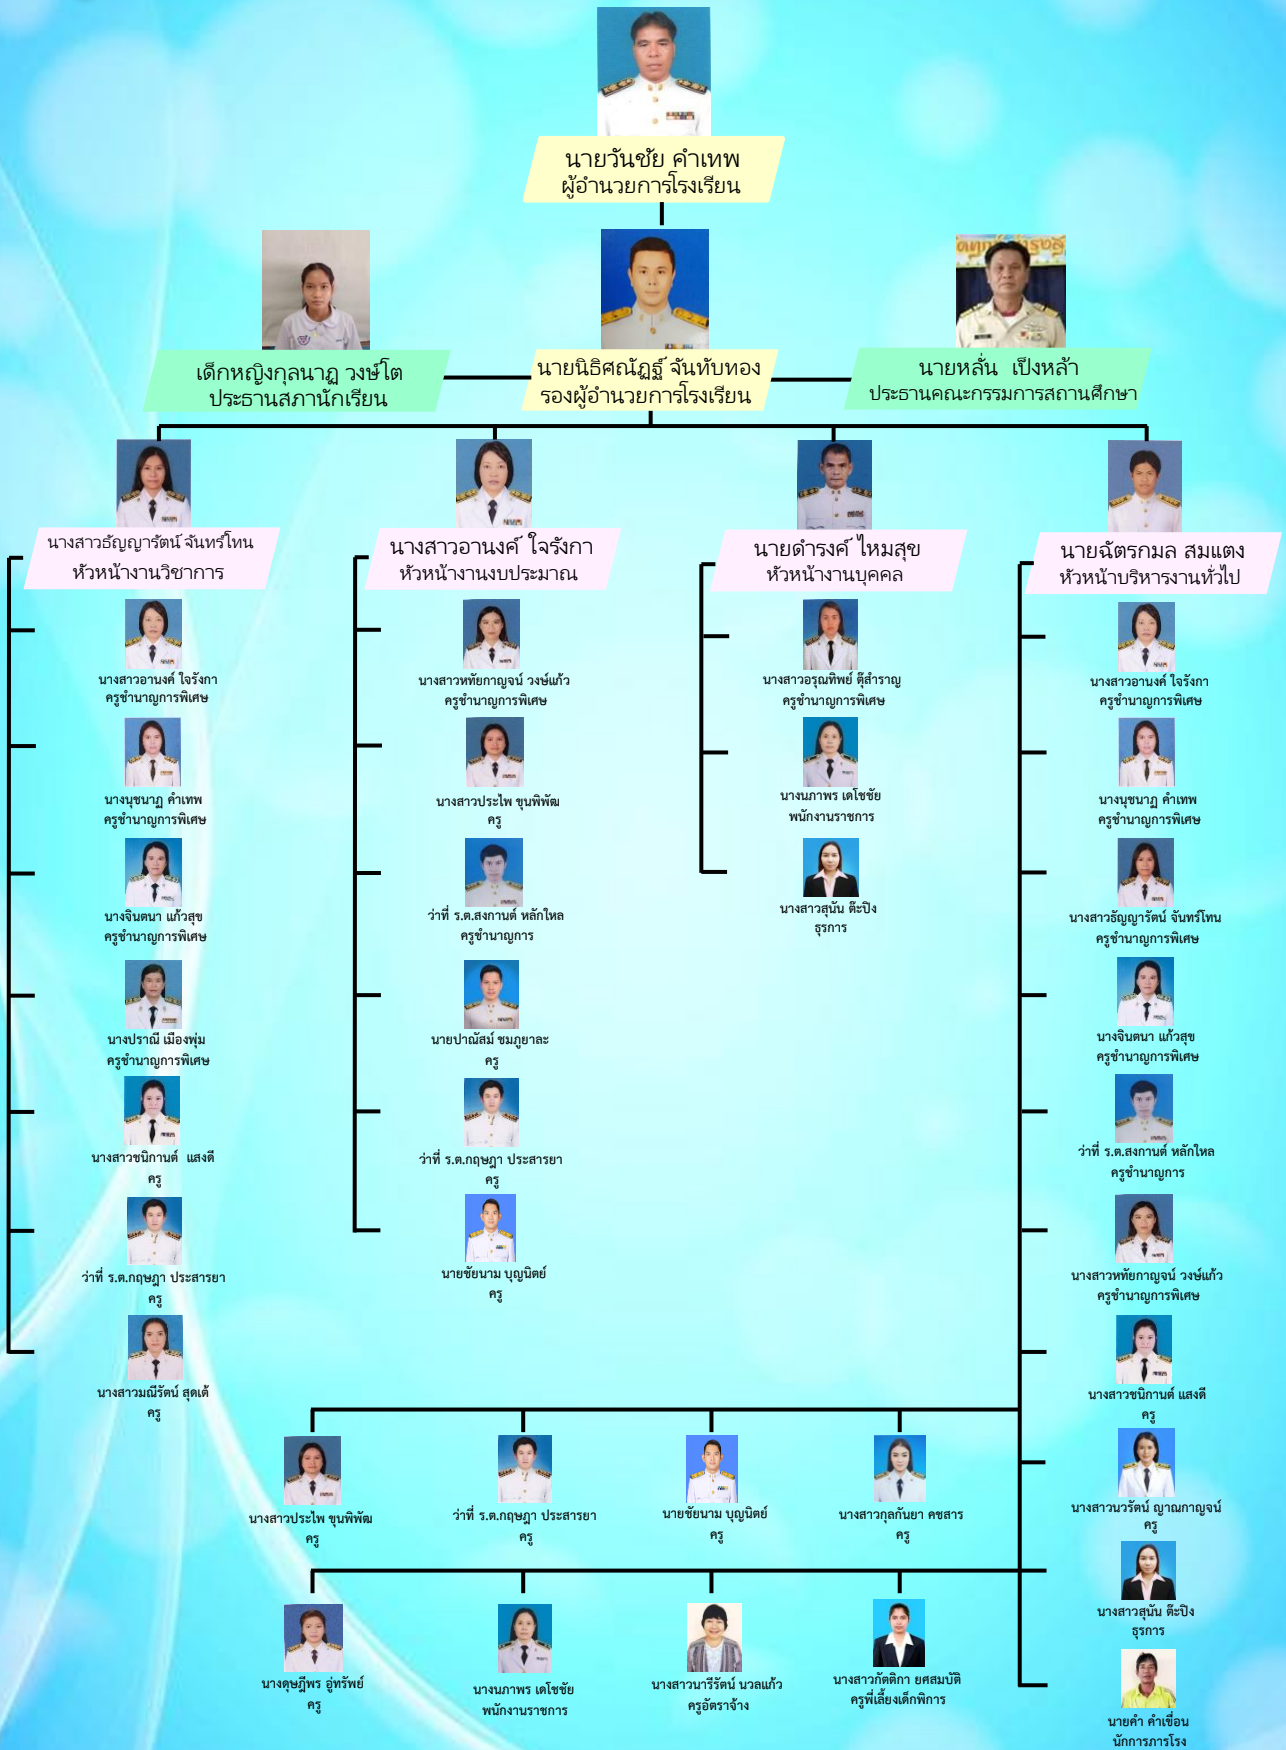 นายวันชัย คำเทพ
ผู้อำนวยการโรงเรียน
เด็กหญิงกุลนาฏ วงษ์โต
ประธานสภานักเรียน
นายนิธิศณัฏฐ์ จันทับทอง
รองผู้อำนวยการโรงเรียน
นายหลั่น เป็งหล้า
ประธานคณะกรรมการสถานศึกษา
นางสาวธัญญารัตน์ จันทร์โทน
หัวหน้างานวิชาการ
นางสาวอานงค์ ใจรังกา
ครูชำนาญการพิเศษ
นางนุชนาฏ คำเทพ
ครูชำนาญการพิเศษ
นางจินตนา แก้วสุข
ครูชำนาญการพิเศษ
นางปราณี เมืองพุ่ม
ครูชำนาญการพิเศษ
นางสาวชนิกานต์ แสงดี
ครู
ว่าที่ ร.ต.กฤษฎา ประสารยา
ครู
นางสาวมณีรัตน์ สุดเต้
ครู
นางสาวอานงค์ ใจรังกา
หัวหน้างานงบประมาณ
นางสาวหทัยกาญจน์ วงษ์แก้ว
ครูชำนาญการพิเศษ
นางสาวประไพ ขุนพิพัฒ
ครู
ว่าที่ ร.ต.สงกานต์ หลักใหล
ครูชำนาญการ
นายปาณัสม์ ชมภูยาละ
ครู
ว่าที่ ร.ต.กฤษฎา ประสารยา
ครู
นายชัยนาม บุญนิตย์
ครู
นายดำรงค์ ไหมสุข
หัวหน้างานบุคคล
นางสาวอรุณทิพย์ ตุ๊สำราญ
ครูชำนาญการพิเศษ
นางนภาพร เดโชชัย
พนักงานราชการ
นางสาวสุนัน ต๊ะปิง
ธุรการ
นายฉัตรกมล สมแตง
หัวหน้าบริหารงานทั่วไป
นางสาวอานงค์ ใจรังกา
ครูชำนาญการพิเศษ
นางนุชนาฏ คำเทพ
ครูชำนาญการพิเศษ
นางสาวธัญญารัตน์ จันทร์โทน
ครูชำนาญการพิเศษ
นางจินตนา แก้วสุข
ครูชำนาญการพิเศษ
ว่าที่ ร.ต.สงกานต์ หลักใหล
ครูชำนาญการ
นางสาวหทัยกาญจน์ วงษ์แก้ว
ครูชำนาญการพิเศษ
นางสาวชนิกานต์ แสงดี
ครู
นางสาวนวรัตน์ ญาณกาญจน์
ครู
นางสาวสุนัน ต๊ะปิง
ธุรการ
นายคำ คำเขื่อน
นักการภารโรง
นางสาวประไพ ขุนพิพัฒ
ครู
ว่าที่ ร.ต.กฤษฎา ประสารยา
ครู
นายชัยนาม บุญนิตย์
ครู
นางสาวกุลกันยา คชสาร
ครู
นางดุษฎีพร อู่ทรัพย์
ครู
นางนภาพร เดโชชัย
พนักงานราชการ
นางสาวนารีรัตน์ นวลแก้ว
ครูอัตราจ้าง
นางสาวกัตติกา ยศสมบัติ
ครูพี่เลี้ยงเด็กพิการ